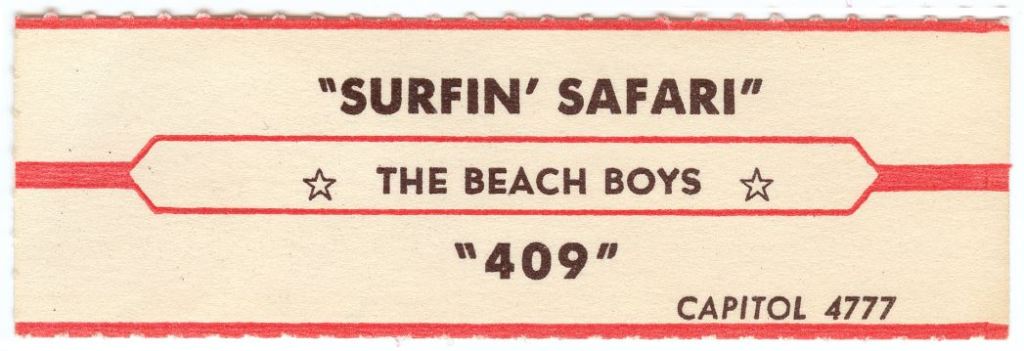 "SURFIN' SAFARI"
☆ THE BEACH BOYS ☆
"409"
CAPITOL 4777